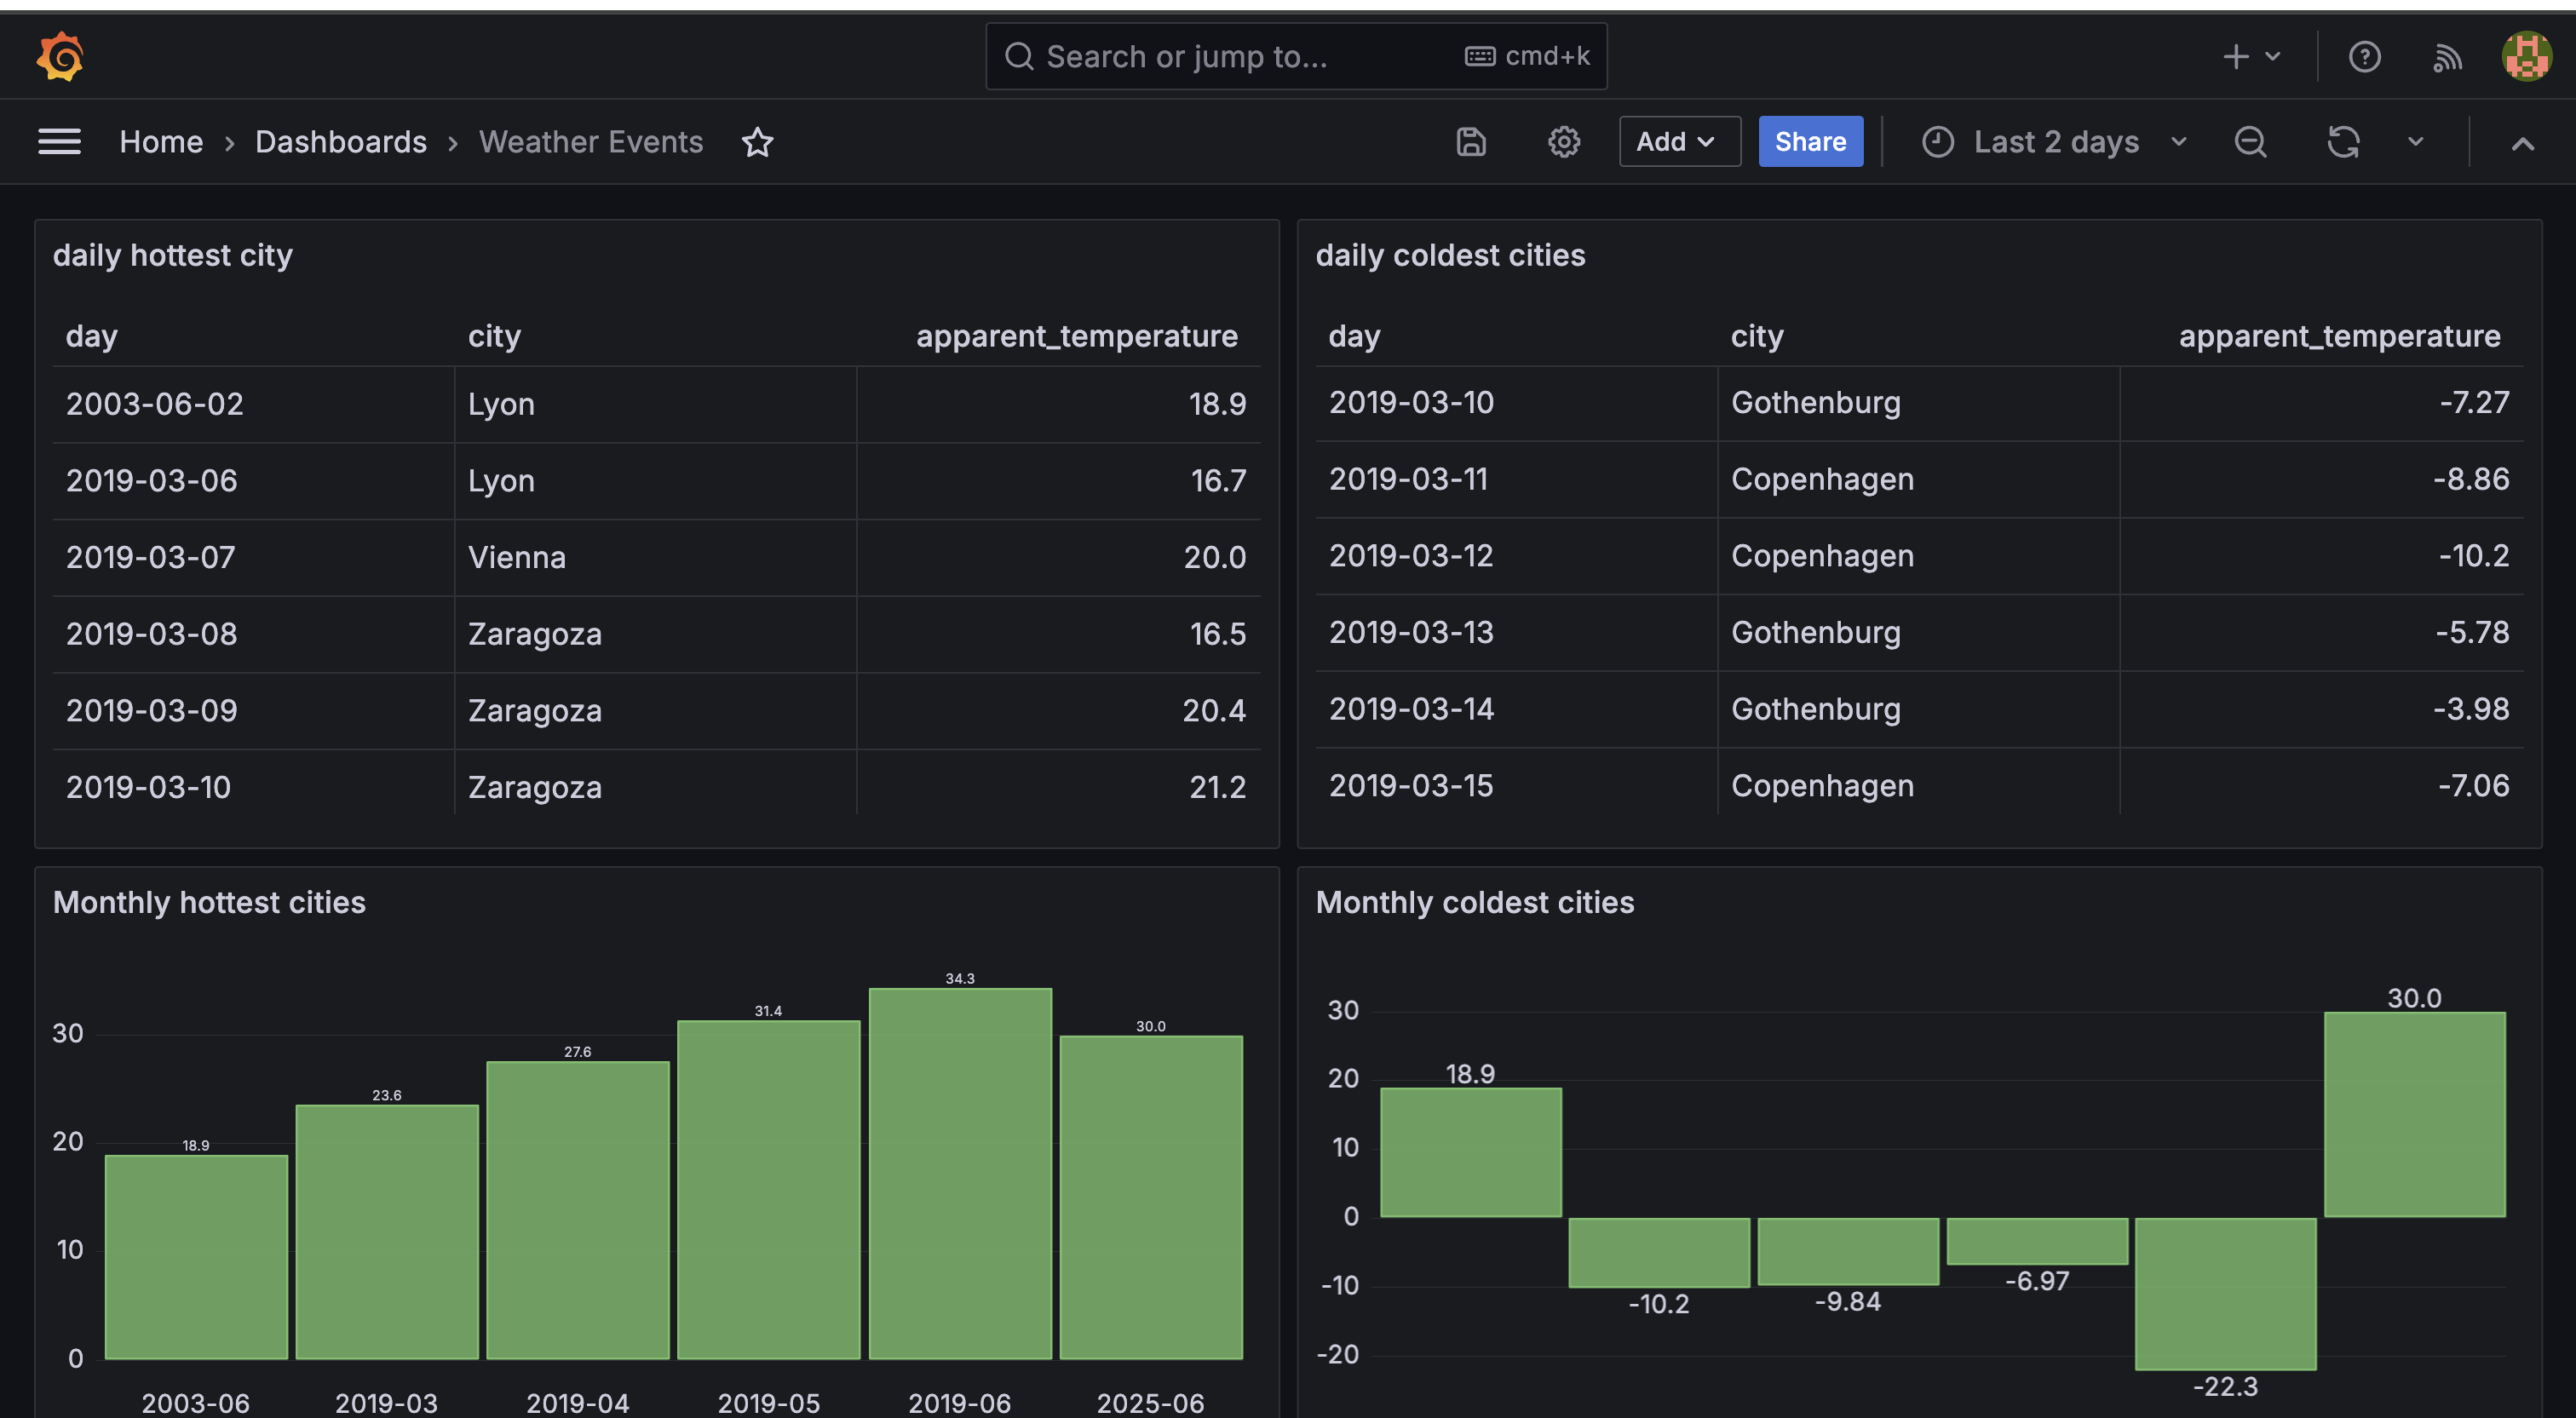 Search or jump to... cmd+k
Home › Dashboards › Weather Events Add Share Last 2 days
daily hottest city
day city apparent_temperature
2003-06-02 Lyon 18.9
2019-03-06 Lyon 16.7
2019-03-07 Vienna 20.0
2019-03-08 Zaragoza 16.5
2019-03-09 Zaragoza 20.4
2019-03-10 Zaragoza 21.2
daily coldest cities
day city apparent_temperature
2019-03-10 Gothenburg -7.27
2019-03-11 Copenhagen -8.86
2019-03-12 Copenhagen -10.2
2019-03-13 Gothenburg -5.78
2019-03-14 Gothenburg -3.98
2019-03-15 Copenhagen -7.06
Monthly hottest cities
34.3
31.4
30.0
30
27.6
23.6
20
18.9
10
0
2003-06 2019-03 2019-04 2019-05 2019-06 2025-06
Monthly coldest cities
30.0
30
18.9
20
10
0
-10
-6.97
-10.2 -9.84
-20
-22.3